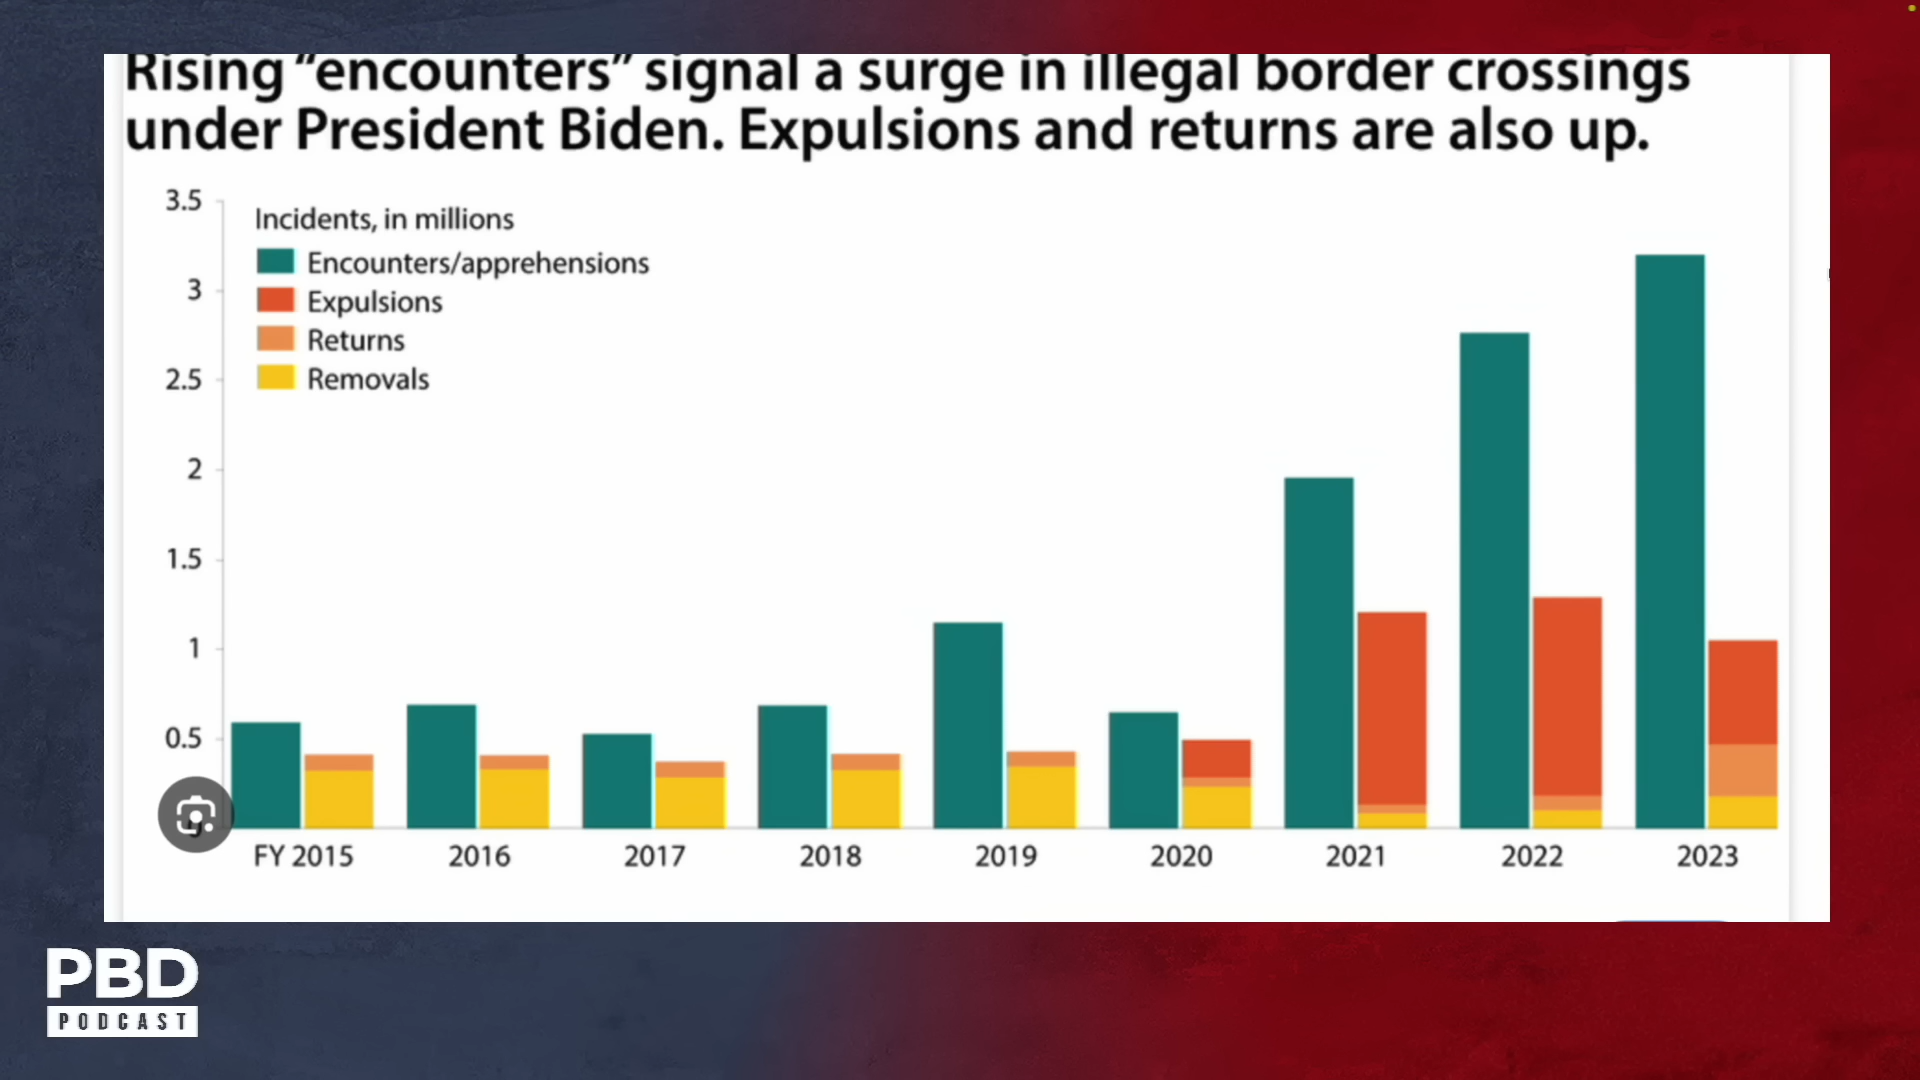 Rising “encounters” signal a surge in illegal border crossings
under President Biden. Expulsions and returns are also up.
3.5
Incidents, in millions
Encounters/apprehensions
3
Expulsions
Returns
2.5
Removals
2
1.5
1
0.5
0
FY 2015 2016 2017 2018 2019 2020 2021 2022 2023
PBD
PODCAST